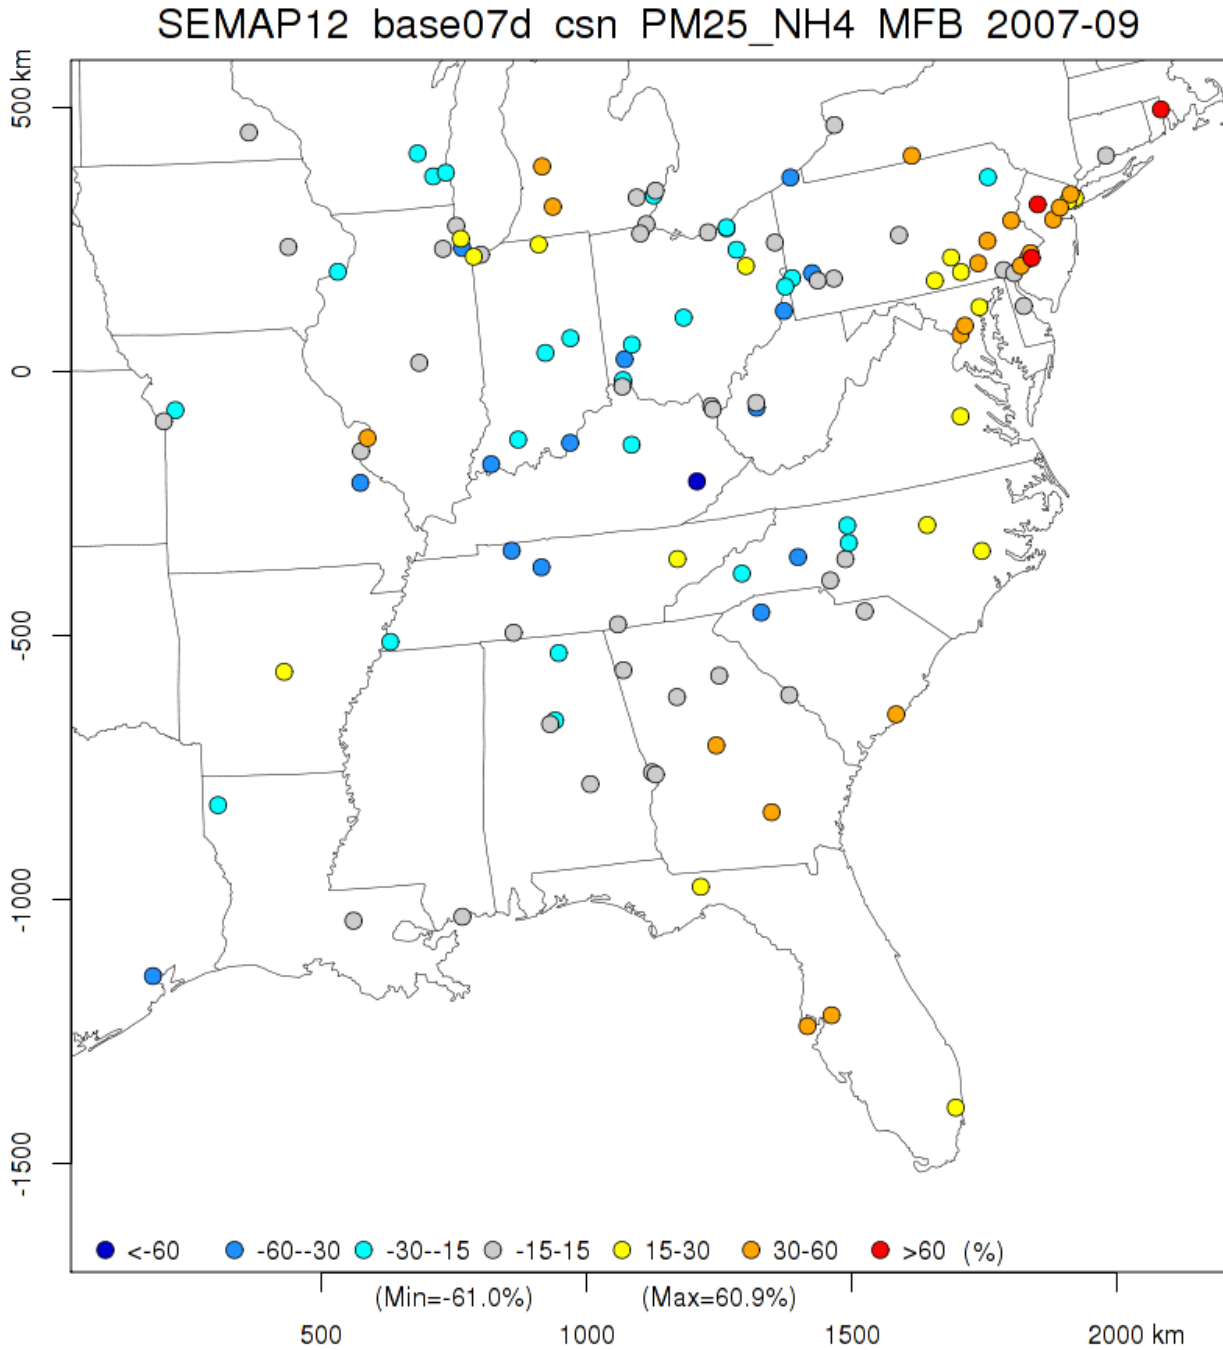 SEMAP12 base07d csn PM25_NH4 MFB 2007-09
500 km
0
-500
-1000
-1500
<-60 -60--30 -30--15 -15-15 15-30 30-60 >60 (%)
(Min=-61.0%) (Max=60.9%)
500 1000 1500 2000 km